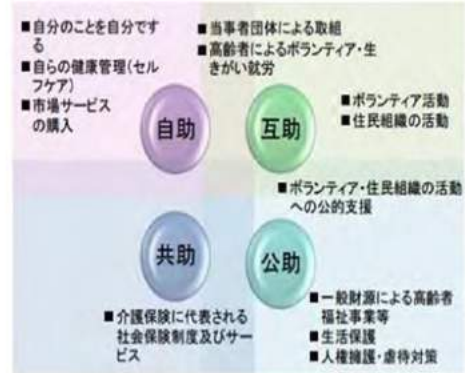 ■自分のことを自分です
る
■自らの健康管理(セル
フケア)
■市場サービス
の購入
自助
■当事者団体による取組
■高齢者によるボランティア・生
きがい就労
互助
■ボランティア活動
■住民組織の活動
■ボランティア・住民組織の活動
への公的支援
共助
■介護保険に代表される
社会保険制度及びサー
ビス
公助
■一般財源による高齢者
福祉事業等
■生活保護
■人権擁護・虐待対策